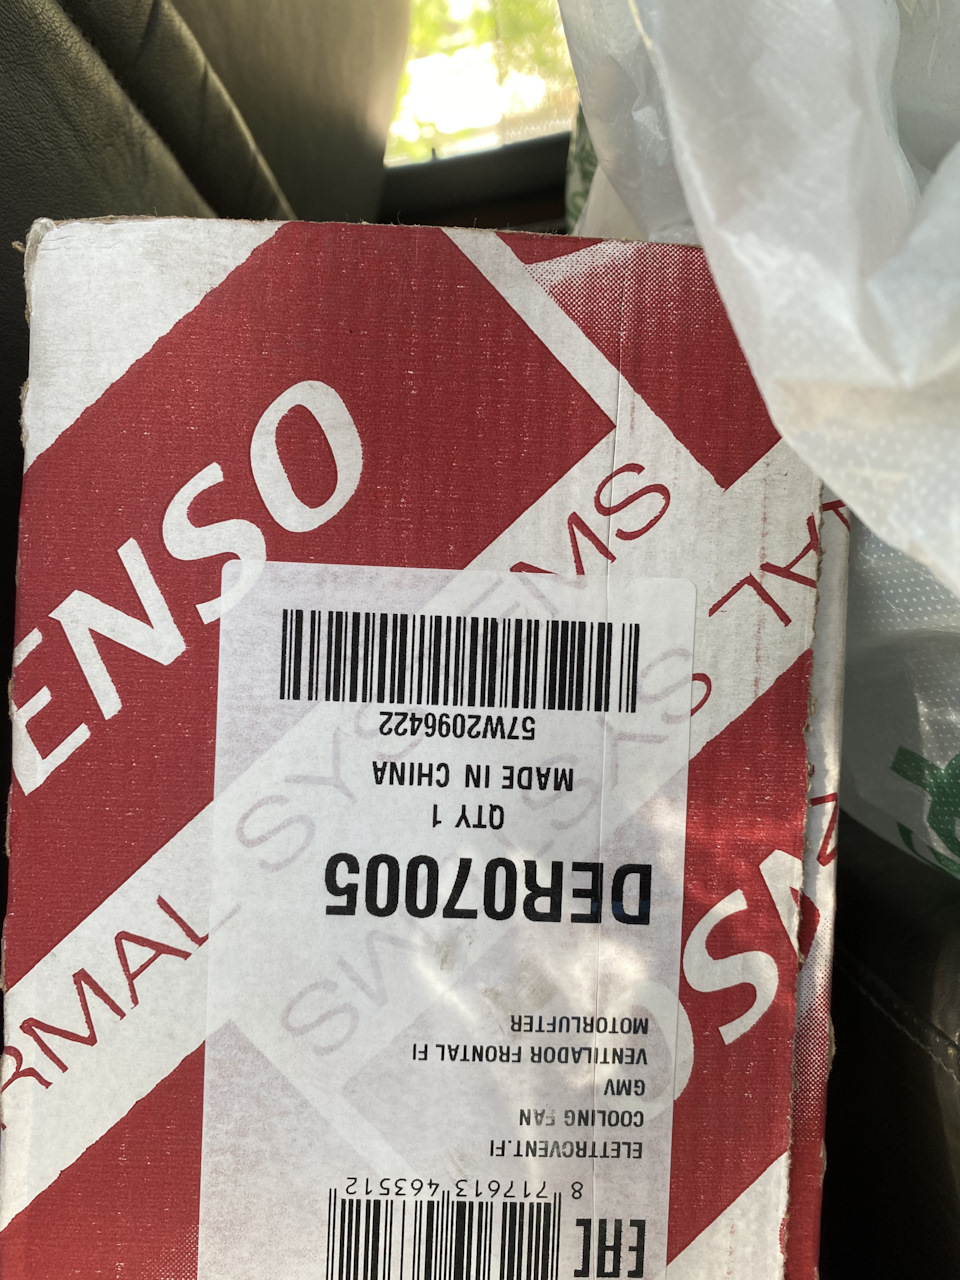 EAC
8 717613 463512
ELETTROVENT.FI
COOLING FAN
GMV
VENTILADOR FRONTAL FI
MOTORLUFTER
DER07005
QTY 1
MADE IN CHINA
57W2096422
ENSO
RMAL SYSTEMS